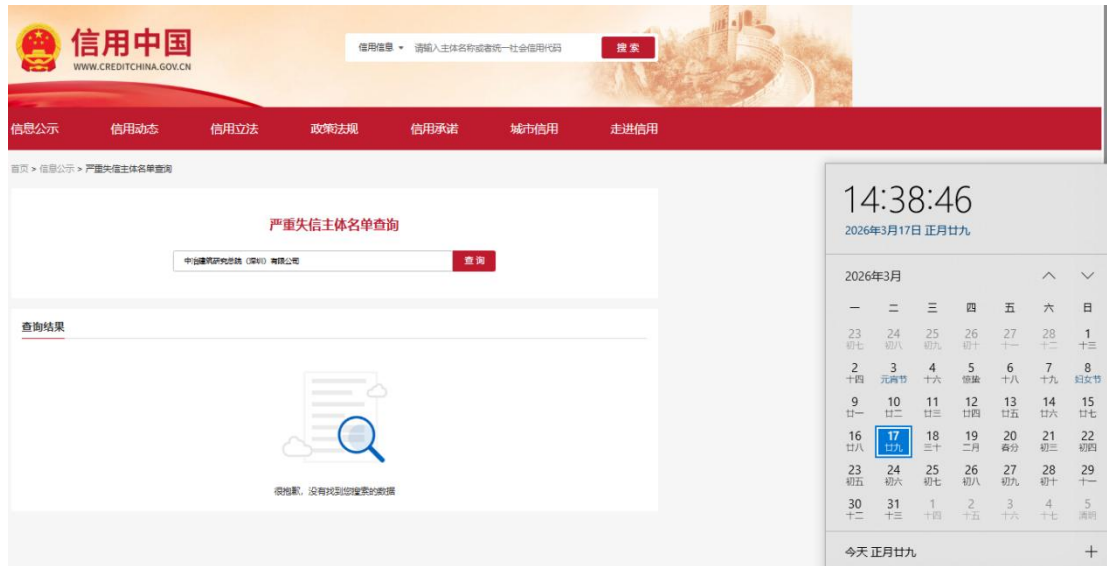 信用中国
WWW.CREDITCHINA.GOV.CN
信用信息 请输入主体名称或者统一社会信用代码 搜索
信息公示 信用动态 信用立法 政策法规 信用承诺 城市信用 走进信用
首页 > 信息公示 > 严重失信主体名单查询
严重失信主体名单查询
中冶建筑研究总院（深圳）有限公司 查询
查询结果
很抱歉，没有找到您搜索的数据
14:38:46
2026年3月17日 正月廿九
2026年3月
一 二 三 四 五 六 日
23 24 25 26 27 28 1
初七 初八 初九 初十 十一 十二 十三
2 3 4 5 6 7 8
十四 元宵节 十六 惊蛰 十八 十九 妇女节
9 10 11 12 13 14 15
廿一 廿二 廿三 廿四 廿五 廿六 廿七
16 17 18 19 20 21 22
廿八 廿九 三十 二月 春分 初三 初四
23 24 25 26 27 28 29
初五 初六 初七 初八 初九 初十 十一
30 31 1 2 3 4 5
十二 十三 十四 十五 十六 十七 清明
今天 正月廿九